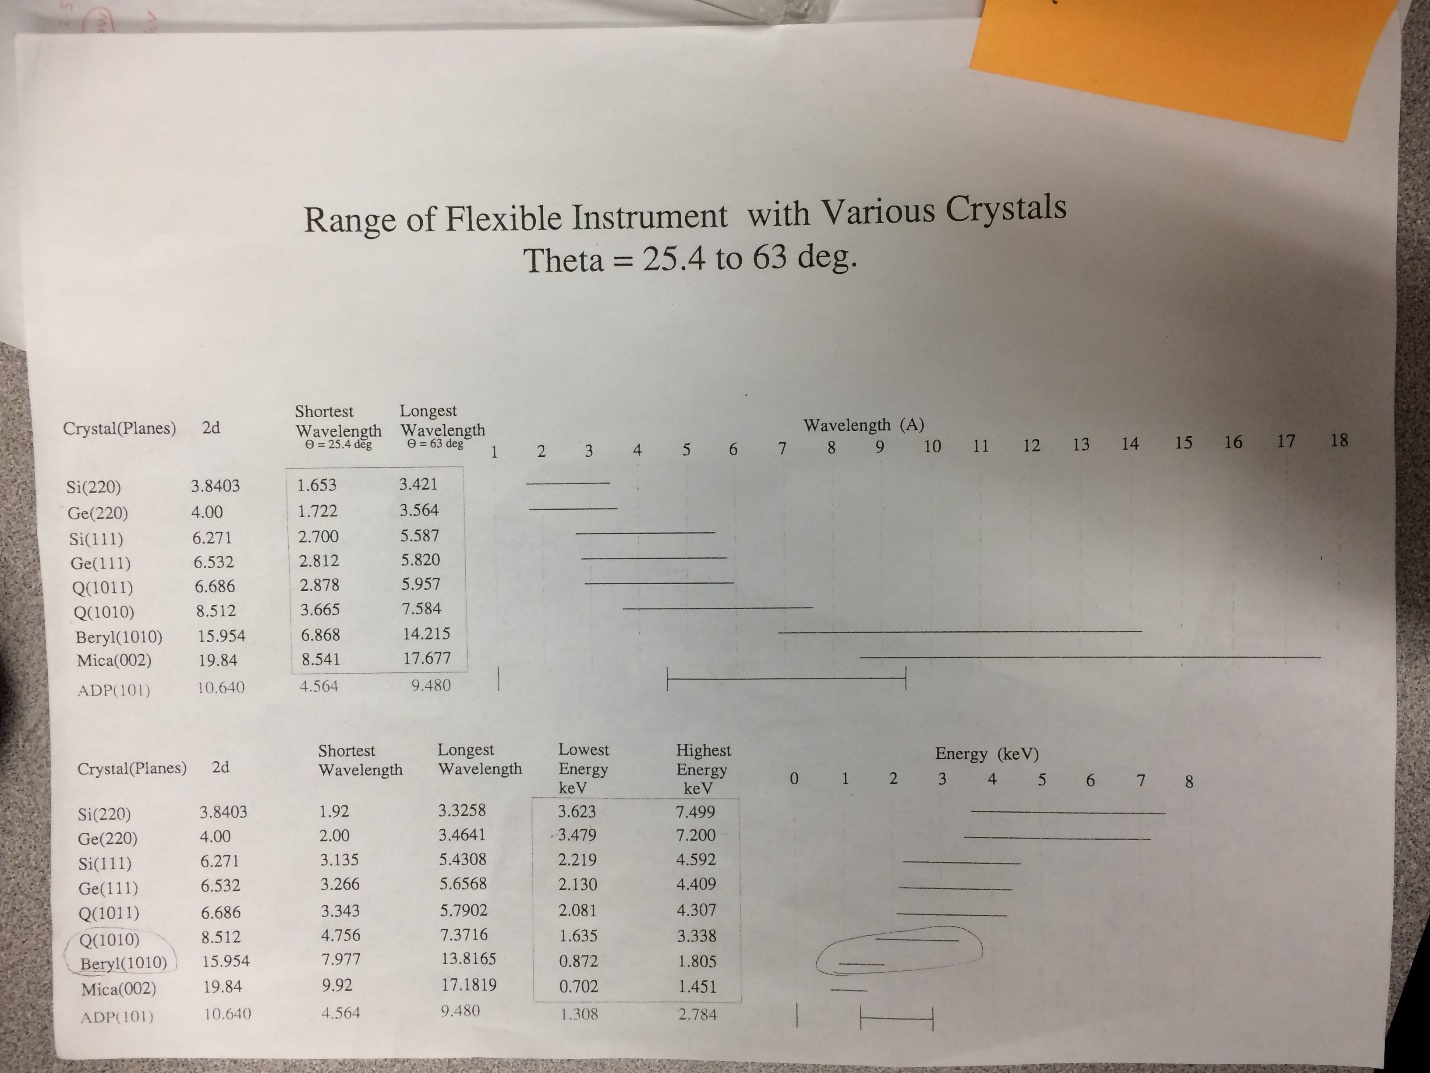 Range of Flexible Instrument with Various Crystals
Theta = 25.4 to 63 deg.
Crystal(Planes) 2d Shortest Wavelength Θ = 25.4 deg Longest Wavelength Θ = 63 deg Wavelength (A)
1 2 3 4 5 6 7 8 9 10 11 12 13 14 15 16 17 18
Si(220) 3.8403 1.653 3.421
Ge(220) 4.00 1.722 3.564
Si(111) 6.271 2.700 5.587
Ge(111) 6.532 2.812 5.820
Q(1011) 6.686 2.878 5.957
Q(1010) 8.512 3.665 7.584
Beryl(1010) 15.954 6.868 14.215
Mica(002) 19.84 8.541 17.677
ADP(101) 10.640 4.564 9.480
Crystal(Planes) 2d Shortest Wavelength Longest Wavelength Lowest Energy keV Highest Energy keV Energy (keV)
0 1 2 3 4 5 6 7 8
Si(220) 3.8403 1.92 3.3258 3.623 7.499
Ge(220) 4.00 2.00 3.4641 3.479 7.200
Si(111) 6.271 3.135 5.4308 2.219 4.592
Ge(111) 6.532 3.266 5.6568 2.130 4.409
Q(1011) 6.686 3.343 5.7902 2.081 4.307
Q(1010) 8.512 4.756 7.3716 1.635 3.338
Beryl(1010) 15.954 7.977 13.8165 0.872 1.805
Mica(002) 19.84 9.92 17.1819 0.702 1.451
ADP(101) 10.640 4.564 9.480 1.308 2.784